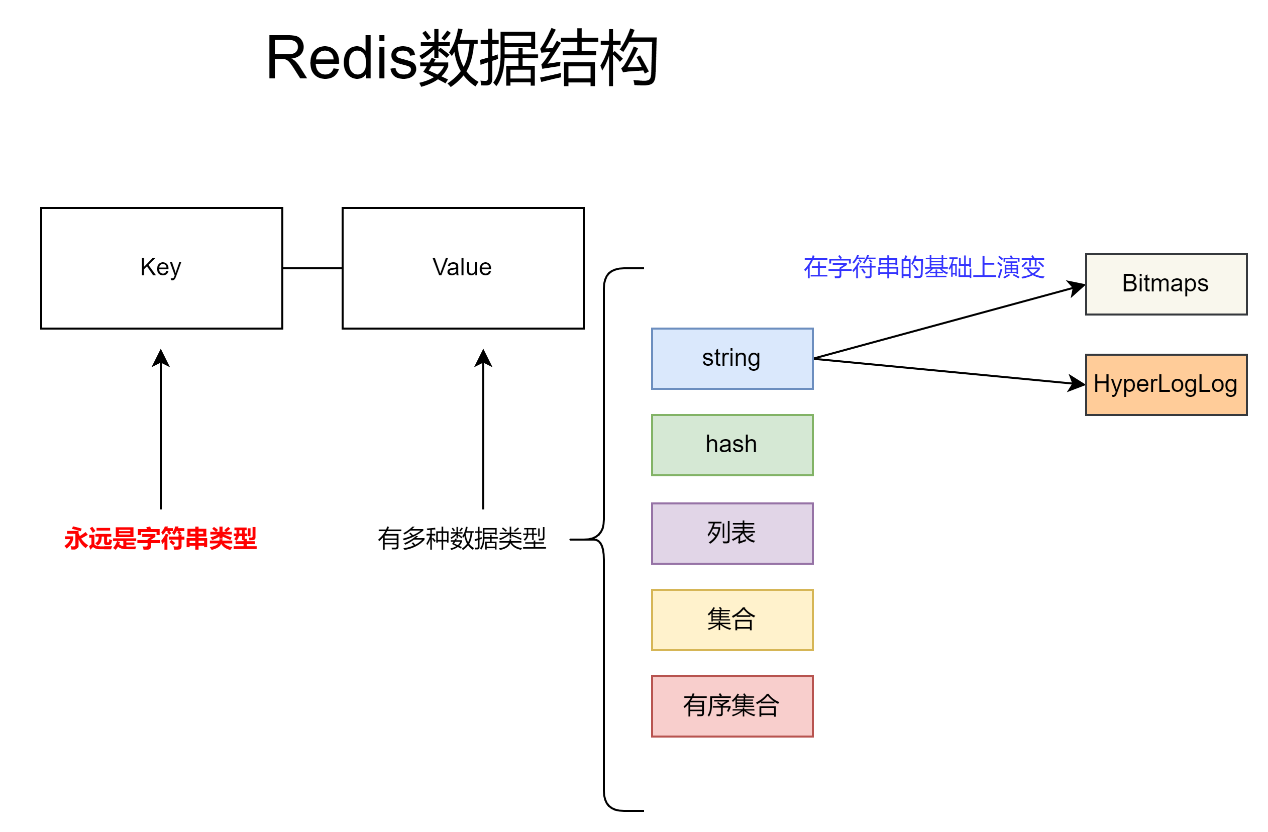 Redis数据结构
Key
Value
永远是字符串类型
有多种数据类型
在字符串的基础上演变
string
hash
列表
集合
有序集合
Bitmaps
HyperLogLog